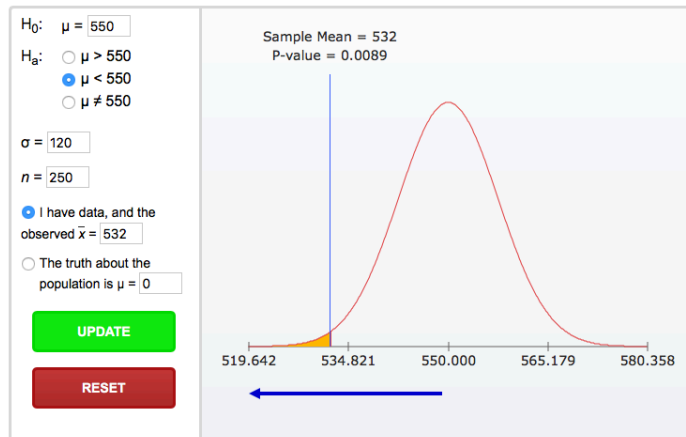 H0: μ = 550
Ha: μ > 550
μ < 550
μ ≠ 550
σ = 120
n = 250
I have data, and the
observed x̅ = 532
The truth about the
population is μ = 0
UPDATE
RESET
Sample Mean = 532
P-value = 0.0089
519.642 534.821 550.000 565.179 580.358